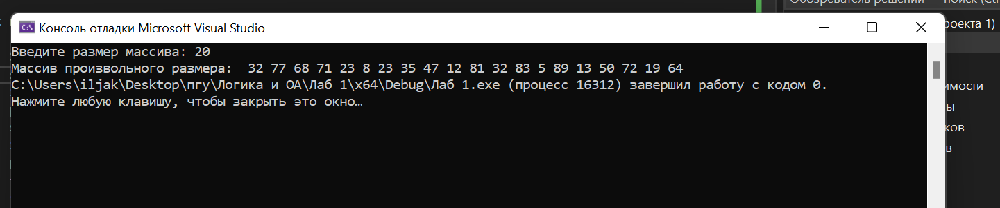 Обозреватель решений — поиск (Ctrl
C:\ Консоль отладки Microsoft Visual Studio
роекта 1)
Введите размер массива: 20
Массив произвольного размера:  32 77 68 71 23 8 23 35 47 12 81 32 83 5 89 13 50 72 19 64
C:\Users\iljak\Desktop\пгу\Логика и ОА\Лаб 1\x64\Debug\Лаб 1.exe (процесс 16312) завершил работу с кодом 0.
имости
Нажмите любую клавишу, чтобы закрыть это окно…
ы
ков
в